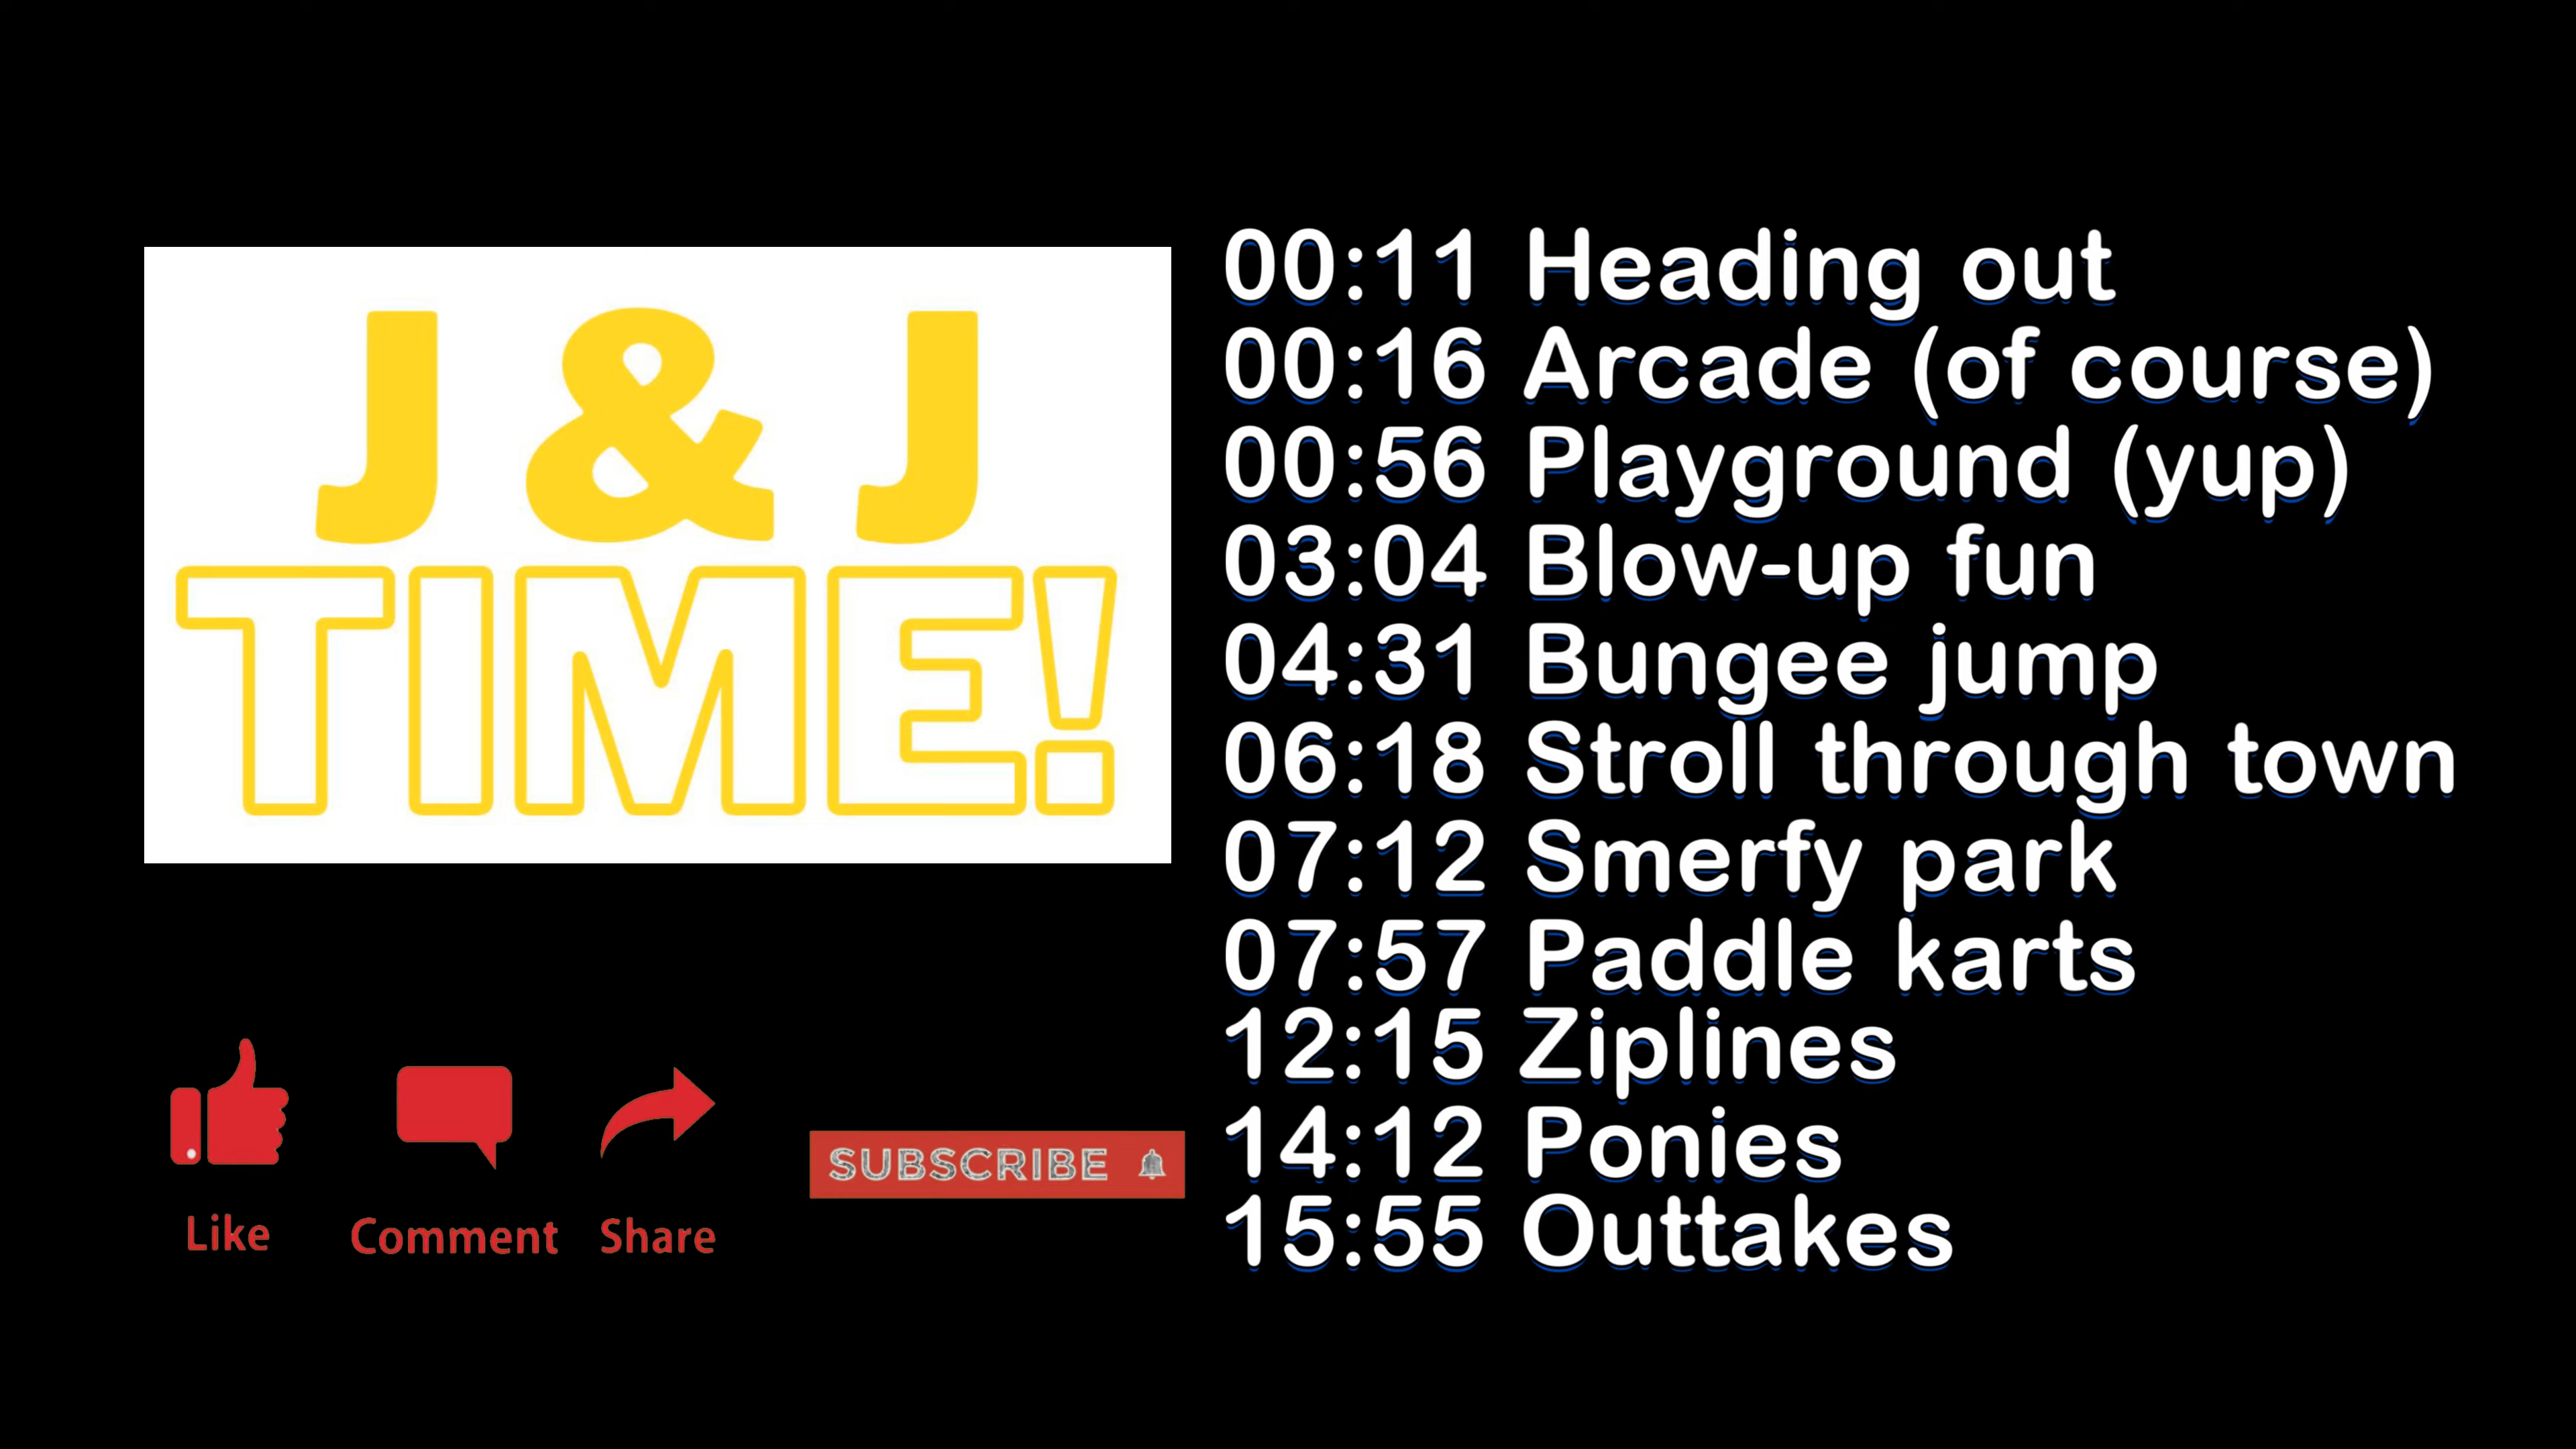 J & J
TIME!
00:11 Heading out
00:16 Arcade (of course)
00:56 Playground (yup)
03:04 Blow-up fun
04:31 Bungee jump
06:18 Stroll through town
07:12 Smerfy park
07:57 Paddle karts
12:15 Ziplines
14:12 Ponies
15:55 Outtakes
SUBSCRIBE
Like Comment Share